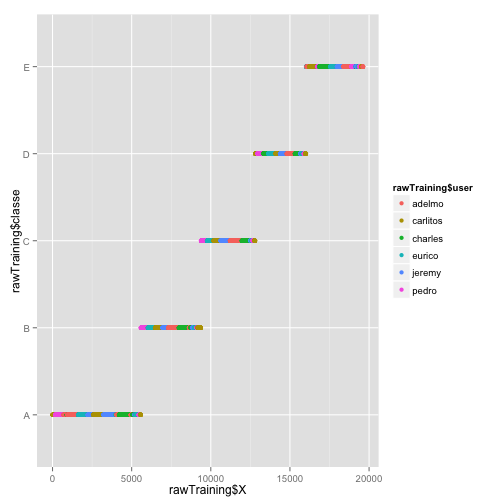 E
D
C
B
A
rawTraining$classe
0
5000
10000
15000
20000
rawTraining$X
rawTraining$user
adelmo
carlitos
charles
eurico
jeremy
pedro